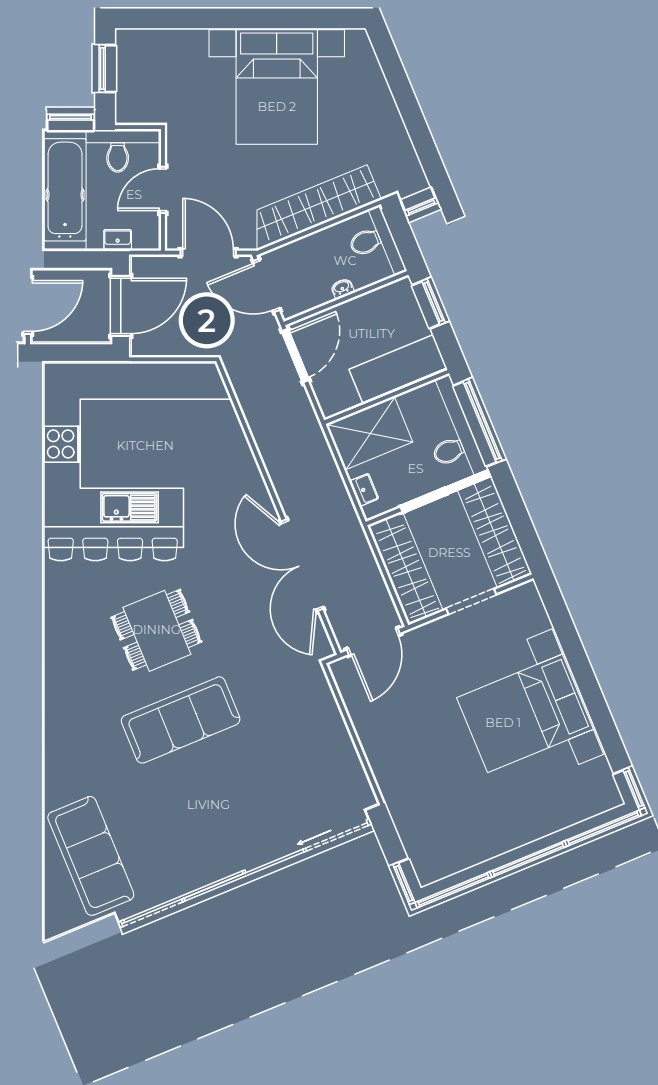 BED 2
ES
WC
2
UTILITY
KITCHEN
ES
DRESS
DINING
BED 1
LIVING